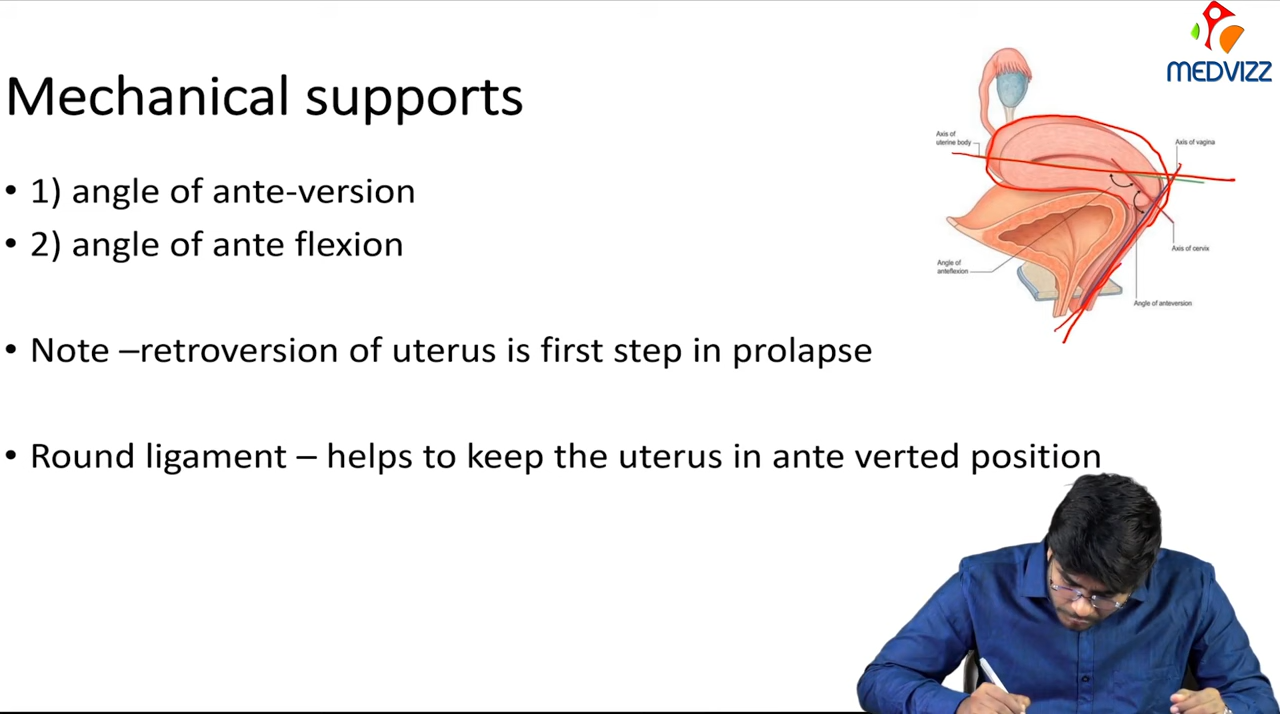 MEDVIZZ
Mechanical supports
• 1) angle of ante-version
• 2) angle of ante flexion
• Note –retroversion of uterus is first step in prolapse
• Round ligament – helps to keep the uterus in ante verted position
Axis of
uterine body
Axis of vagina
Axis of cervix
Angle of
anteflexion
Angle of anteversion